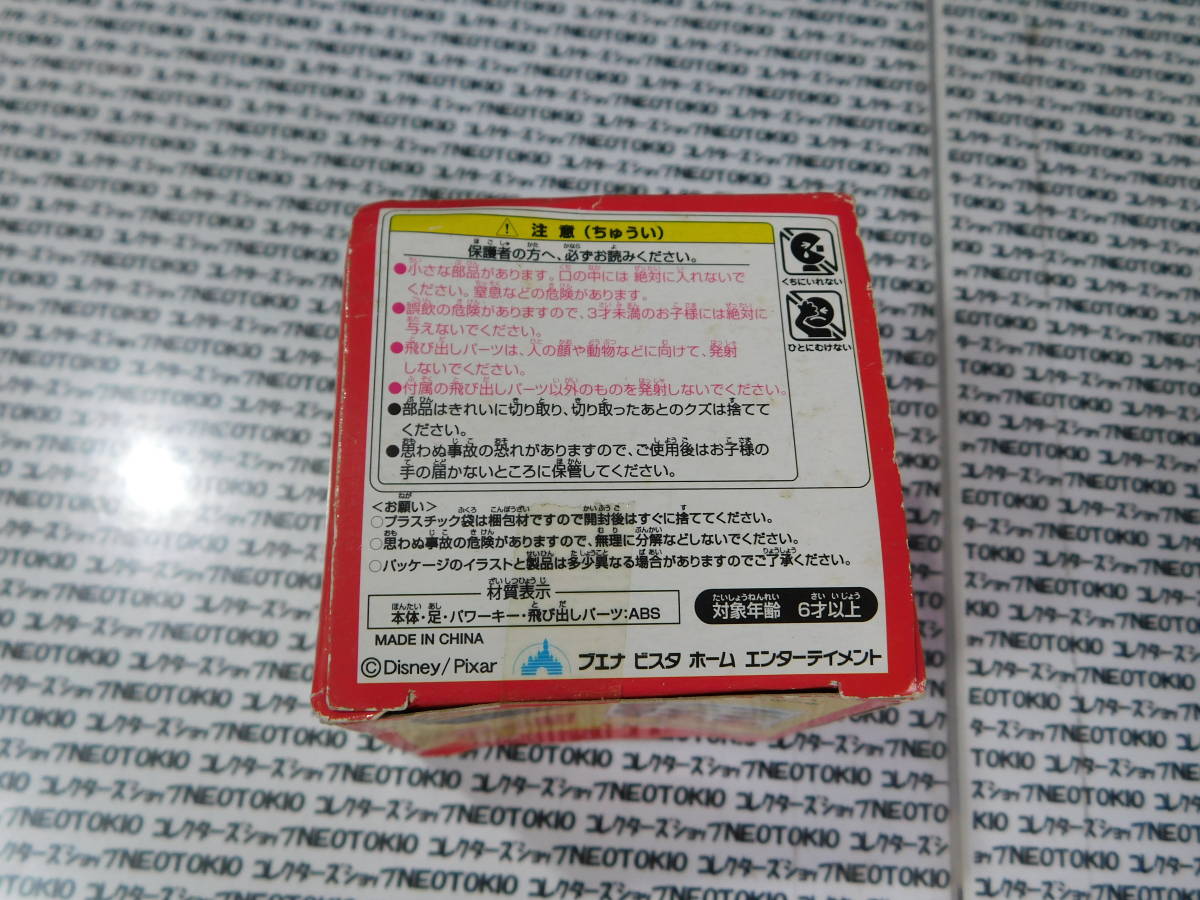 注意(ちゅうい)
保護者の方へ、必ずお読みください。
●小さな部品があります。口の中には 絶対に入れないで
ください。窒息などの危険があります。
●誤飲の危険がありますので、3才未満のお子様には絶対に
与えないでください。
●飛び出しパーツは、人の顔や動物などに向けて、発射
しないでください。
●付属の飛び出しパーツ以外のものを発射しないでください。
●部品はきれいに切り取り、切り取ったあとのクズは捨てて
ください。
●思わぬ事故の恐れがありますので、ご使用後はお子様の
手の届かないところに保管してください。
くちにいれない
ひとにむけない
<お願い>
○プラスチック袋は梱包材ですので開封後はすぐに捨ててください。
○思わぬ事故の危険がありますので、無理に分解などしないでください。
○パッケージのイラストと製品は多少異なる場合がありますのでご了承ください。
材質表示
本体・足・パワーキー・飛び出しパーツ:ABS
対象年齢 6才以上
MADE IN CHINA
©Disney/Pixar
ブエナ ビスタ ホーム エンターテイメント
コレクターズショップNEOTOKIO